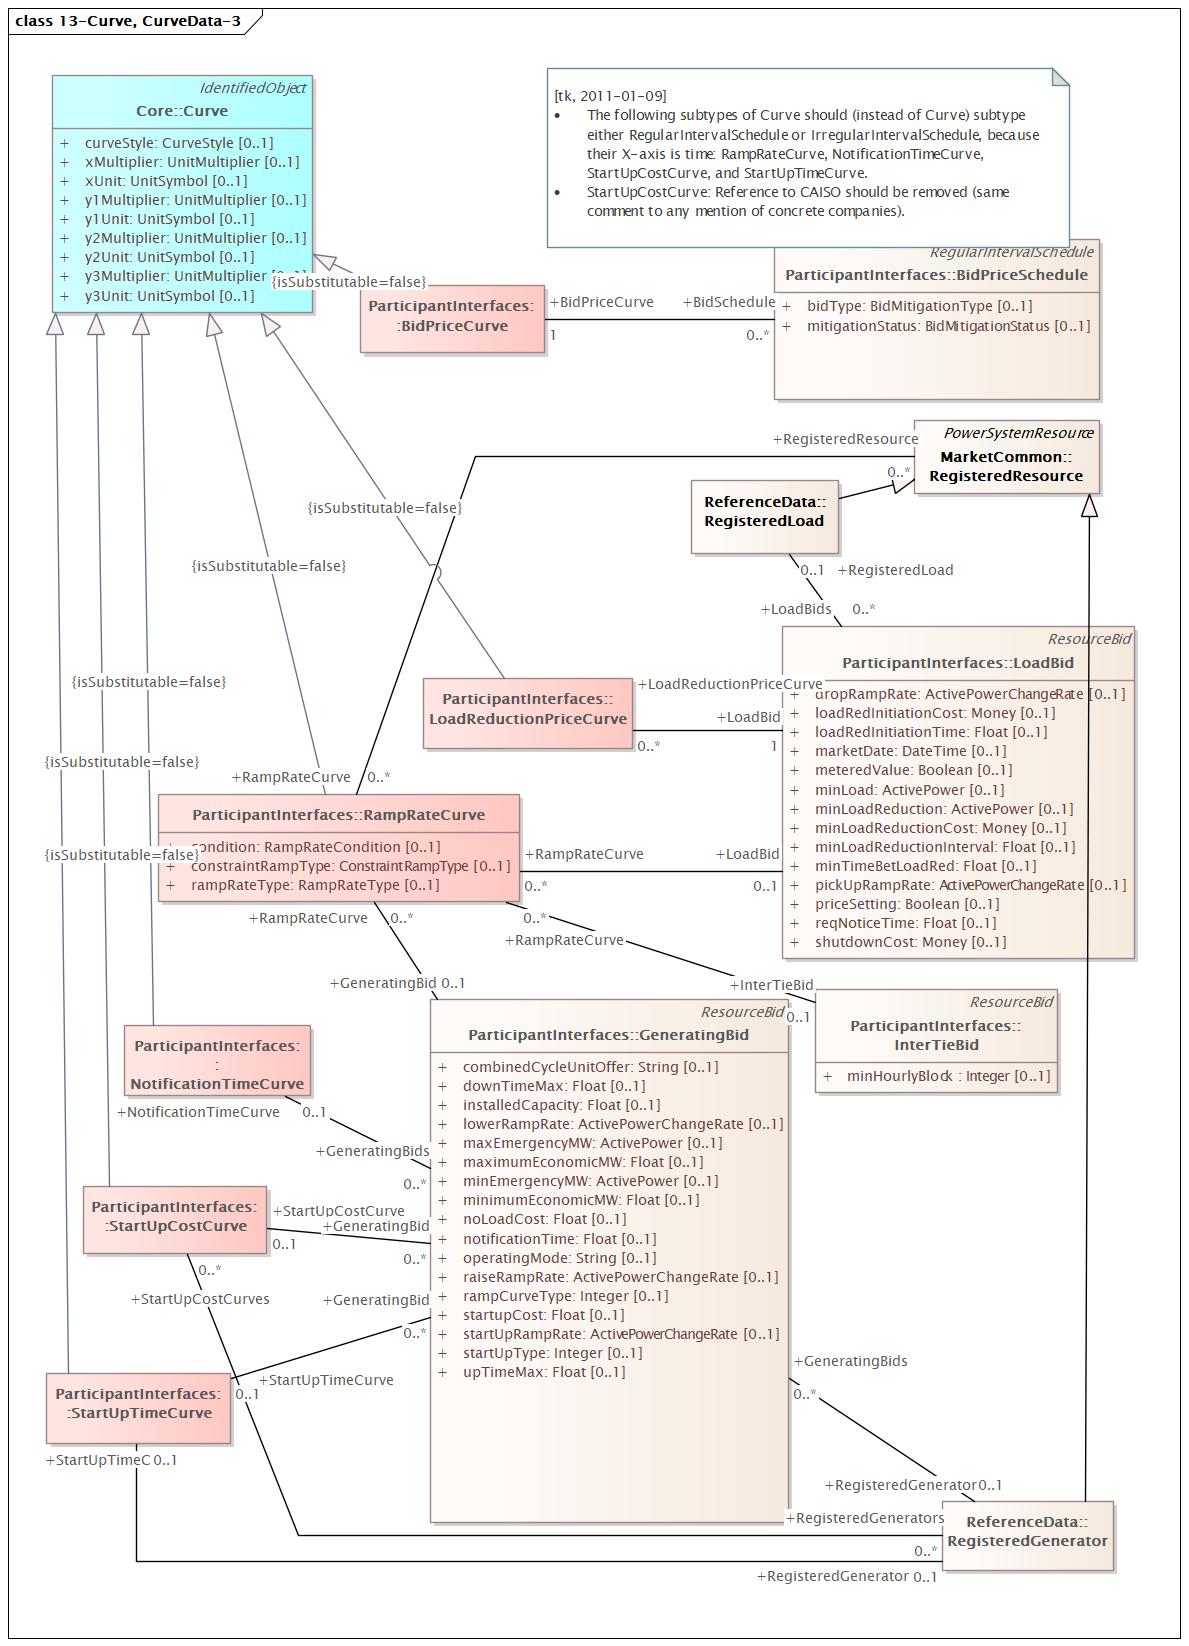 class 13-Curve, CurveData-3
IdentifiedObject
Core::Curve
+ curveStyle: CurveStyle [0..1]
+ xMultiplier: UnitMultiplier [0..1]
+ xUnit: UnitSymbol [0..1]
+ y1Multiplier: UnitMultiplier [0..1]
+ y1Unit: UnitSymbol [0..1]
+ y2Multiplier: UnitMultiplier [0..1]
+ y2Unit: UnitSymbol [0..1]
+ y3Multiplier: UnitMultiplier [0..1]
+ y3Unit: UnitSymbol [0..1]
[tk, 2011-01-09]
• The following subtypes of Curve should (instead of Curve) subtype
either RegularIntervalSchedule or IrregularIntervalSchedule, because
their X-axis is time: RampRateCurve, NotificationTimeCurve,
StartUpCostCurve, and StartUpTimeCurve.
• StartUpCostCurve: Reference to CAISO should be removed (same
comment to any mention of concrete companies).
RegularIntervalSchedule
ParticipantInterfaces::BidPriceSchedule
+ bidType: BidMitigationType [0..1]
+ mitigationStatus: BidMitigationStatus [0..1]
{isSubstitutable=false}
ParticipantInterfaces:
:BidPriceCurve
+BidPriceCurve
1
+BidSchedule
0..*
+RegisteredResource
0..*
PowerSystemResource
MarketCommon::
RegisteredResource
ReferenceData::
RegisteredLoad
0..1 +RegisteredLoad
+LoadBids 0..*
{isSubstitutable=false}
{isSubstitutable=false}
ResourceBid
ParticipantInterfaces::LoadBid
+ dropRampRate: ActivePowerChangeRate [0..1]
+ loadRedInitiationCost: Money [0..1]
+ loadRedInitiationTime: Float [0..1]
+ marketDate: DateTime [0..1]
+ meteredValue: Boolean [0..1]
+ minLoad: ActivePower [0..1]
+ minLoadReduction: ActivePower [0..1]
+ minLoadReductionCost: Money [0..1]
+ minLoadReductionInterval: Float [0..1]
+ minTimeBetLoadRed: Float [0..1]
+ pickUpRampRate: ActivePowerChangeRate [0..1]
+ priceSetting: Boolean [0..1]
+ reqNoticeTime: Float [0..1]
+ shutdownCost: Money [0..1]
ParticipantInterfaces::
LoadReductionPriceCurve
+LoadReductionPriceCurve
0..*
+LoadBid
1
{isSubstitutable=false}
{isSubstitutable=false}
{isSubstitutable=false}
+RampRateCurve 0..*
ParticipantInterfaces::RampRateCurve
+ condition: RampRateCondition [0..1]
+ constraintRampType: ConstraintRampType [0..1]
+ rampRateType: RampRateType [0..1]
+RampRateCurve
0..*
+LoadBid
0..1
+RampRateCurve 0..*
+GeneratingBid 0..1
0..*
+RampRateCurve
+InterTieBid
0..1
ResourceBid
ParticipantInterfaces::
InterTieBid
+ minHourlyBlock : Integer [0..1]
ResourceBid
ParticipantInterfaces::GeneratingBid
+ combinedCycleUnitOffer: String [0..1]
+ downTimeMax: Float [0..1]
+ installedCapacity: Float [0..1]
+ lowerRampRate: ActivePowerChangeRate [0..1]
+ maxEmergencyMW: ActivePower [0..1]
+ maximumEconomicMW: Float [0..1]
+ minEmergencyMW: ActivePower [0..1]
+ minimumEconomicMW: Float [0..1]
+ noLoadCost: Float [0..1]
+ notificationTime: Float [0..1]
+ operatingMode: String [0..1]
+ raiseRampRate: ActivePowerChangeRate [0..1]
+ rampCurveType: Integer [0..1]
+ startupCost: Float [0..1]
+ startUpRampRate: ActivePowerChangeRate [0..1]
+ startUpType: Integer [0..1]
+ upTimeMax: Float [0..1]
ParticipantInterfaces:
:
NotificationTimeCurve
+NotificationTimeCurve 0..1
+GeneratingBids
0..*
ParticipantInterfaces:
:StartUpCostCurve
+StartUpCostCurve
0..1
+GeneratingBid
0..*
0..*
+StartUpCostCurves
+GeneratingBid
0..*
ParticipantInterfaces:
:StartUpTimeCurve
+StartUpTimeCurve
0..1
+StartUpTimeC 0..1
+GeneratingBids
0..*
+RegisteredGenerator 0..1
+RegisteredGenerators
0..*
+RegisteredGenerator 0..1
ReferenceData::
RegisteredGenerator